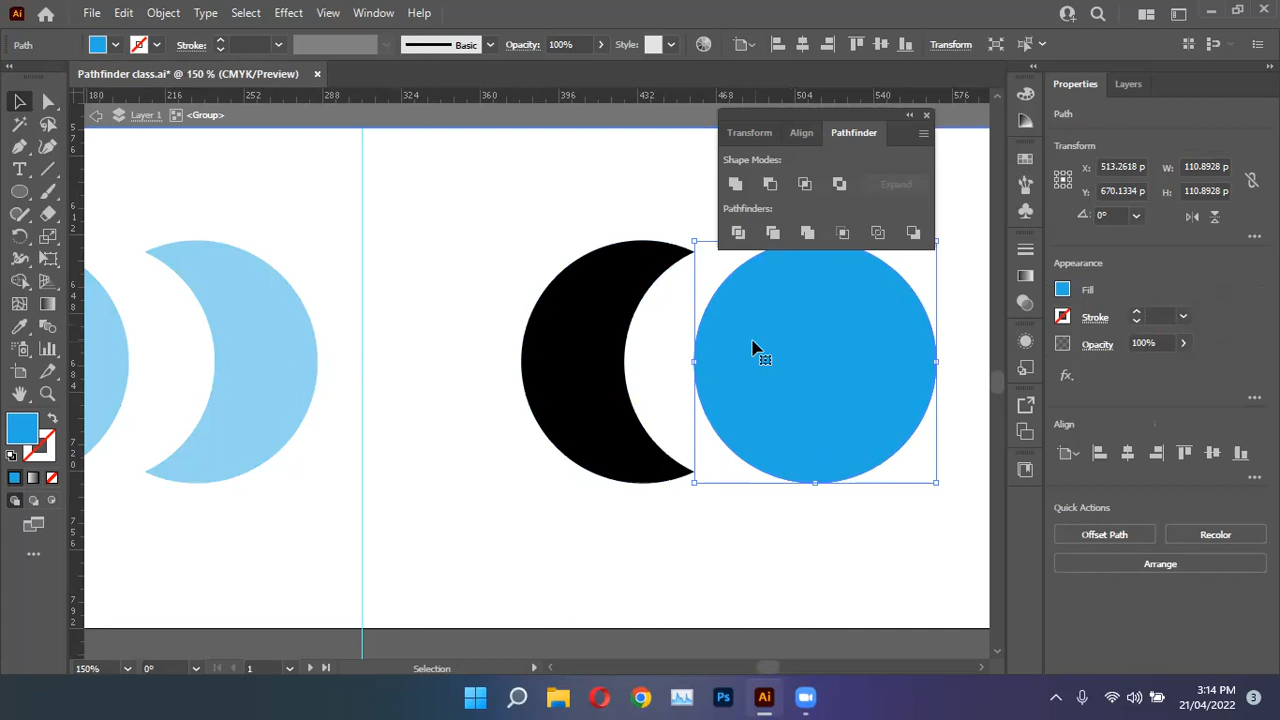 Ai File Edit Object Type Select Effect View Window Help
Path Stroke: Basic Opacity: 100% Style: Transform
Pathfinder class.ai* @ 150 % (CMYK/Preview)
180 216 252 288 324 360 396 432 468 504 540 576
Layer 1 <Group>
Transform Align Pathfinder
Shape Modes:
Expand
Pathfinders:
Properties Layers
Path
Transform
X: 513.2618 p W: 110.8928 p
Y: 670.1334 p H: 110.8928 p
0°
Appearance
Fill
Stroke
Opacity 100%
fx.
Align
Quick Actions
Offset Path Recolor
Arrange
150% 0° 1 Selection
Ps Ai 3:14 PM
21/04/2022 3